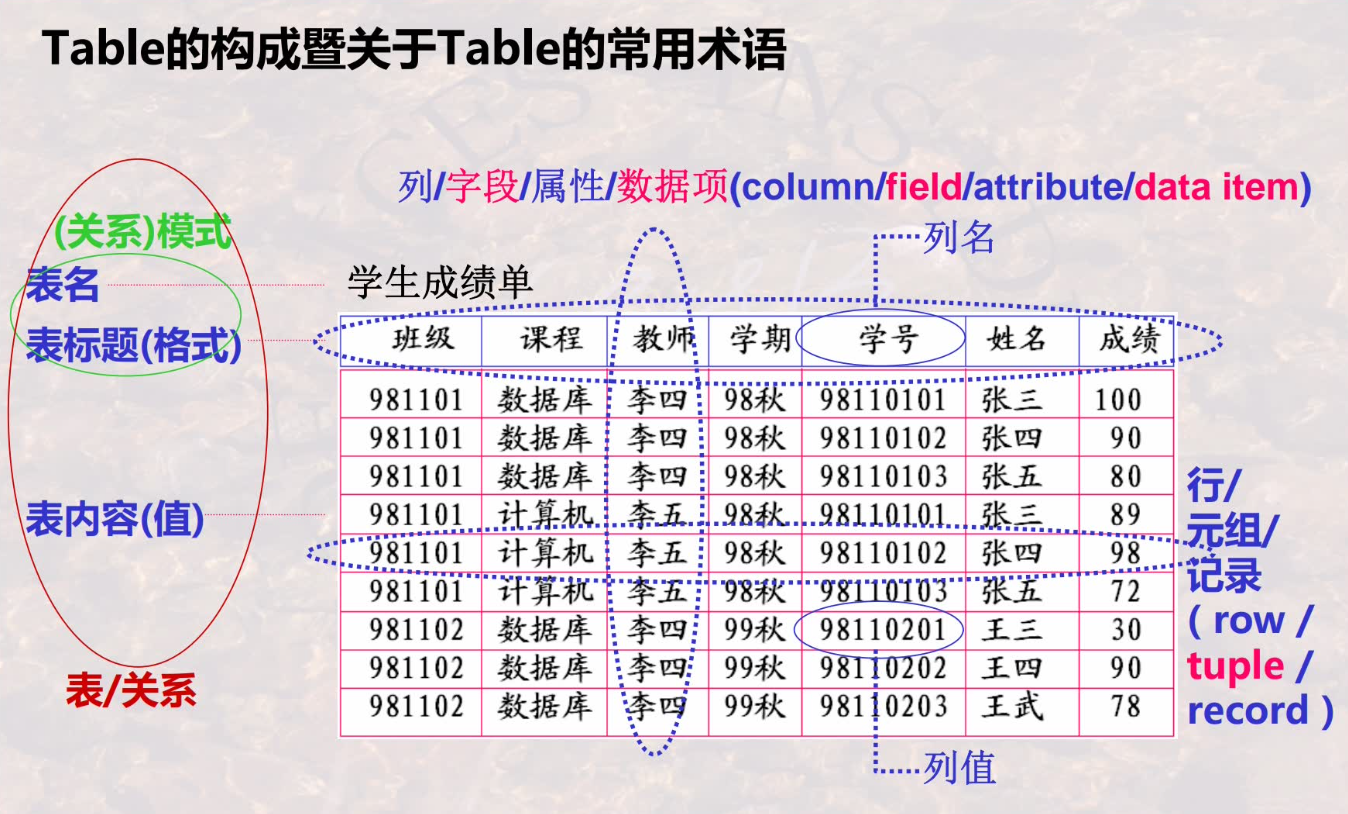 Table的构成暨关于Table的常用术语
列/字段/属性/数据项(column/field/attribute/data item)
(关系)模式
列名
表名
学生成绩单
表标题(格式)
班级 课程 教师 学期 学号 姓名 成绩
981101 数据库 李四 98秋 98110101 张三 100
981101 数据库 李四 98秋 98110102 张四 90
981101 数据库 李四 98秋 98110103 张五 80
981101 计算机 李五 98秋 98110101 张三 89
981101 计算机 李五 98秋 98110102 张四 98
981101 计算机 李五 98秋 98110103 张五 72
981102 数据库 李四 99秋 98110201 王三 30
981102 数据库 李四 99秋 98110202 王四 90
981102 数据库 李四 99秋 98110203 王武 78
表内容(值)
行/
元组/
记录
( row /
tuple /
record )
表/关系
列值